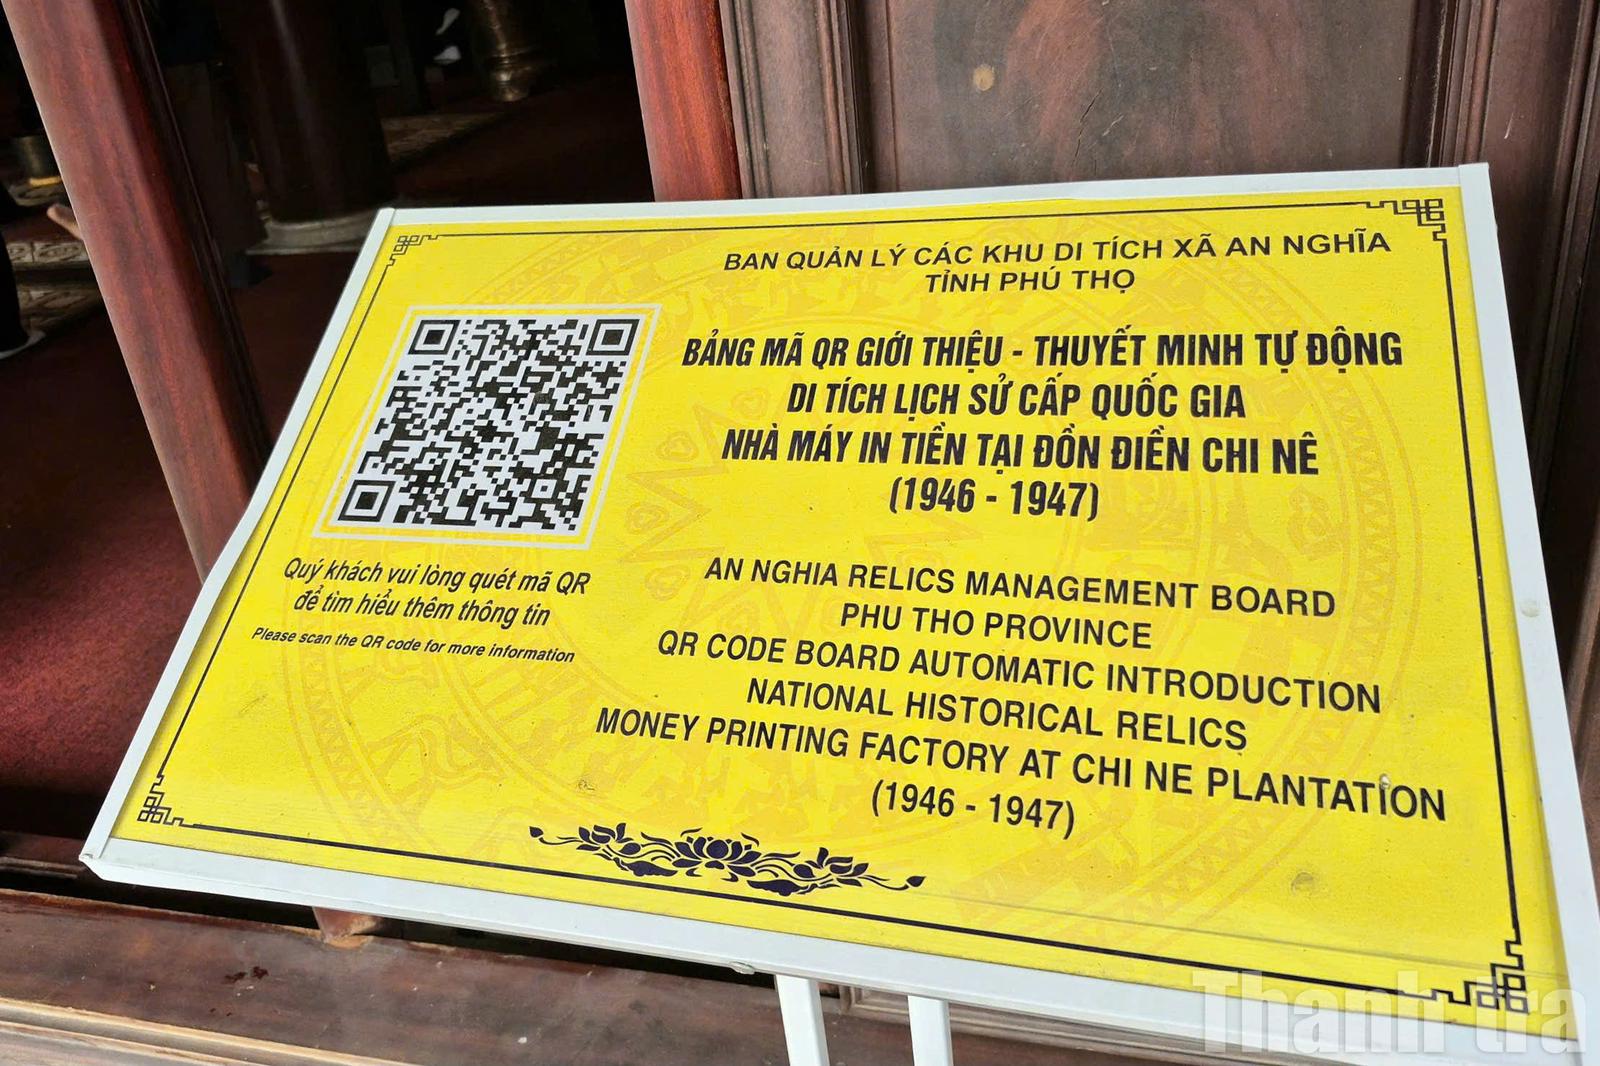 BAN QUẢN LÝ CÁC KHU DI TÍCH XÃ AN NGHĨA
TỈNH PHÚ THỌ
BẢNG MÃ QR GIỚI THIỆU - THUYẾT MINH TỰ ĐỘNG
DI TÍCH LỊCH SỬ CẤP QUỐC GIA
NHÀ MÁY IN TIỀN TẠI ĐỒN ĐIỀN CHI NÊ
(1946 - 1947)
Quý khách vui lòng quét mã QR
để tìm hiểu thêm thông tin
Please scan the QR code for more information
AN NGHIA RELICS MANAGEMENT BOARD
PHU THO PROVINCE
QR CODE BOARD AUTOMATIC INTRODUCTION
NATIONAL HISTORICAL RELICS
MONEY PRINTING FACTORY AT CHI NE PLANTATION
(1946 - 1947)
Thanh tra